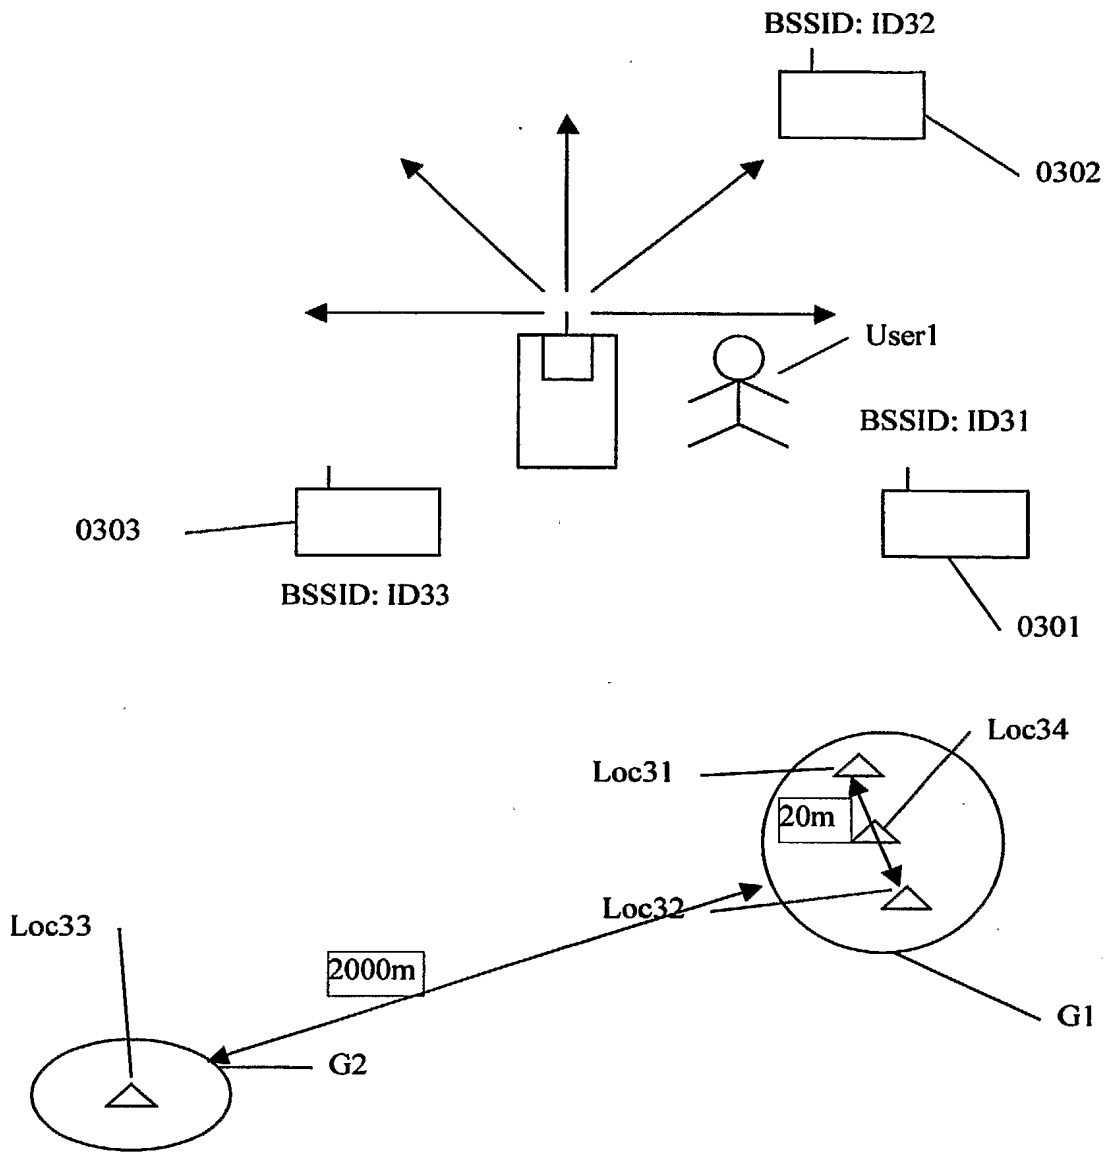 BSSID: ID32
0302
User1
BSSID: ID31
0303
BSSID: ID33
0301
Loc34
Loc31
20m
Loc32
Loc33
2000m
G1
G2